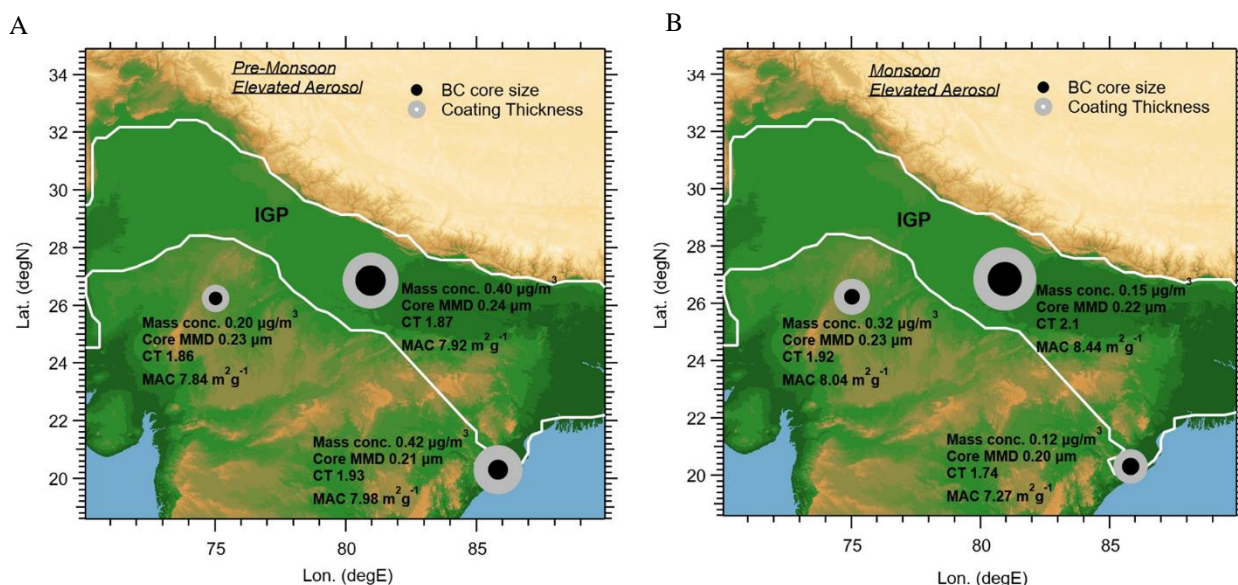 A
Pre-Monsoon
Elevated Aerosol
BC core size
Coating Thickness
34
32
30
28
26
24
22
20
Lat. (degN)
IGP
Mass conc. 0.40 µg/m³
Core MMD 0.24 µm
CT 1.87
MAC 7.92 m²g⁻¹
Mass conc. 0.20 µg/m³
Core MMD 0.23 µm
CT 1.86
MAC 7.84 m²g⁻¹
Mass conc. 0.42 µg/m³
Core MMD 0.21 µm
CT 1.93
MAC 7.98 m²g⁻¹
75
80
85
Lon. (degE)
B
Monsoon
Elevated Aerosol
BC core size
Coating Thickness
34
32
30
28
26
24
22
20
Lat. (degN)
IGP
Mass conc. 0.15 µg/m³
Core MMD 0.22 µm
CT 2.1
MAC 8.44 m²g⁻¹
Mass conc. 0.32 µg/m³
Core MMD 0.23 µm
CT 1.92
MAC 8.04 m²g⁻¹
Mass conc. 0.12 µg/m³
Core MMD 0.20 µm
CT 1.74
MAC 7.27 m²g⁻¹
75
80
85
Lon. (degE)